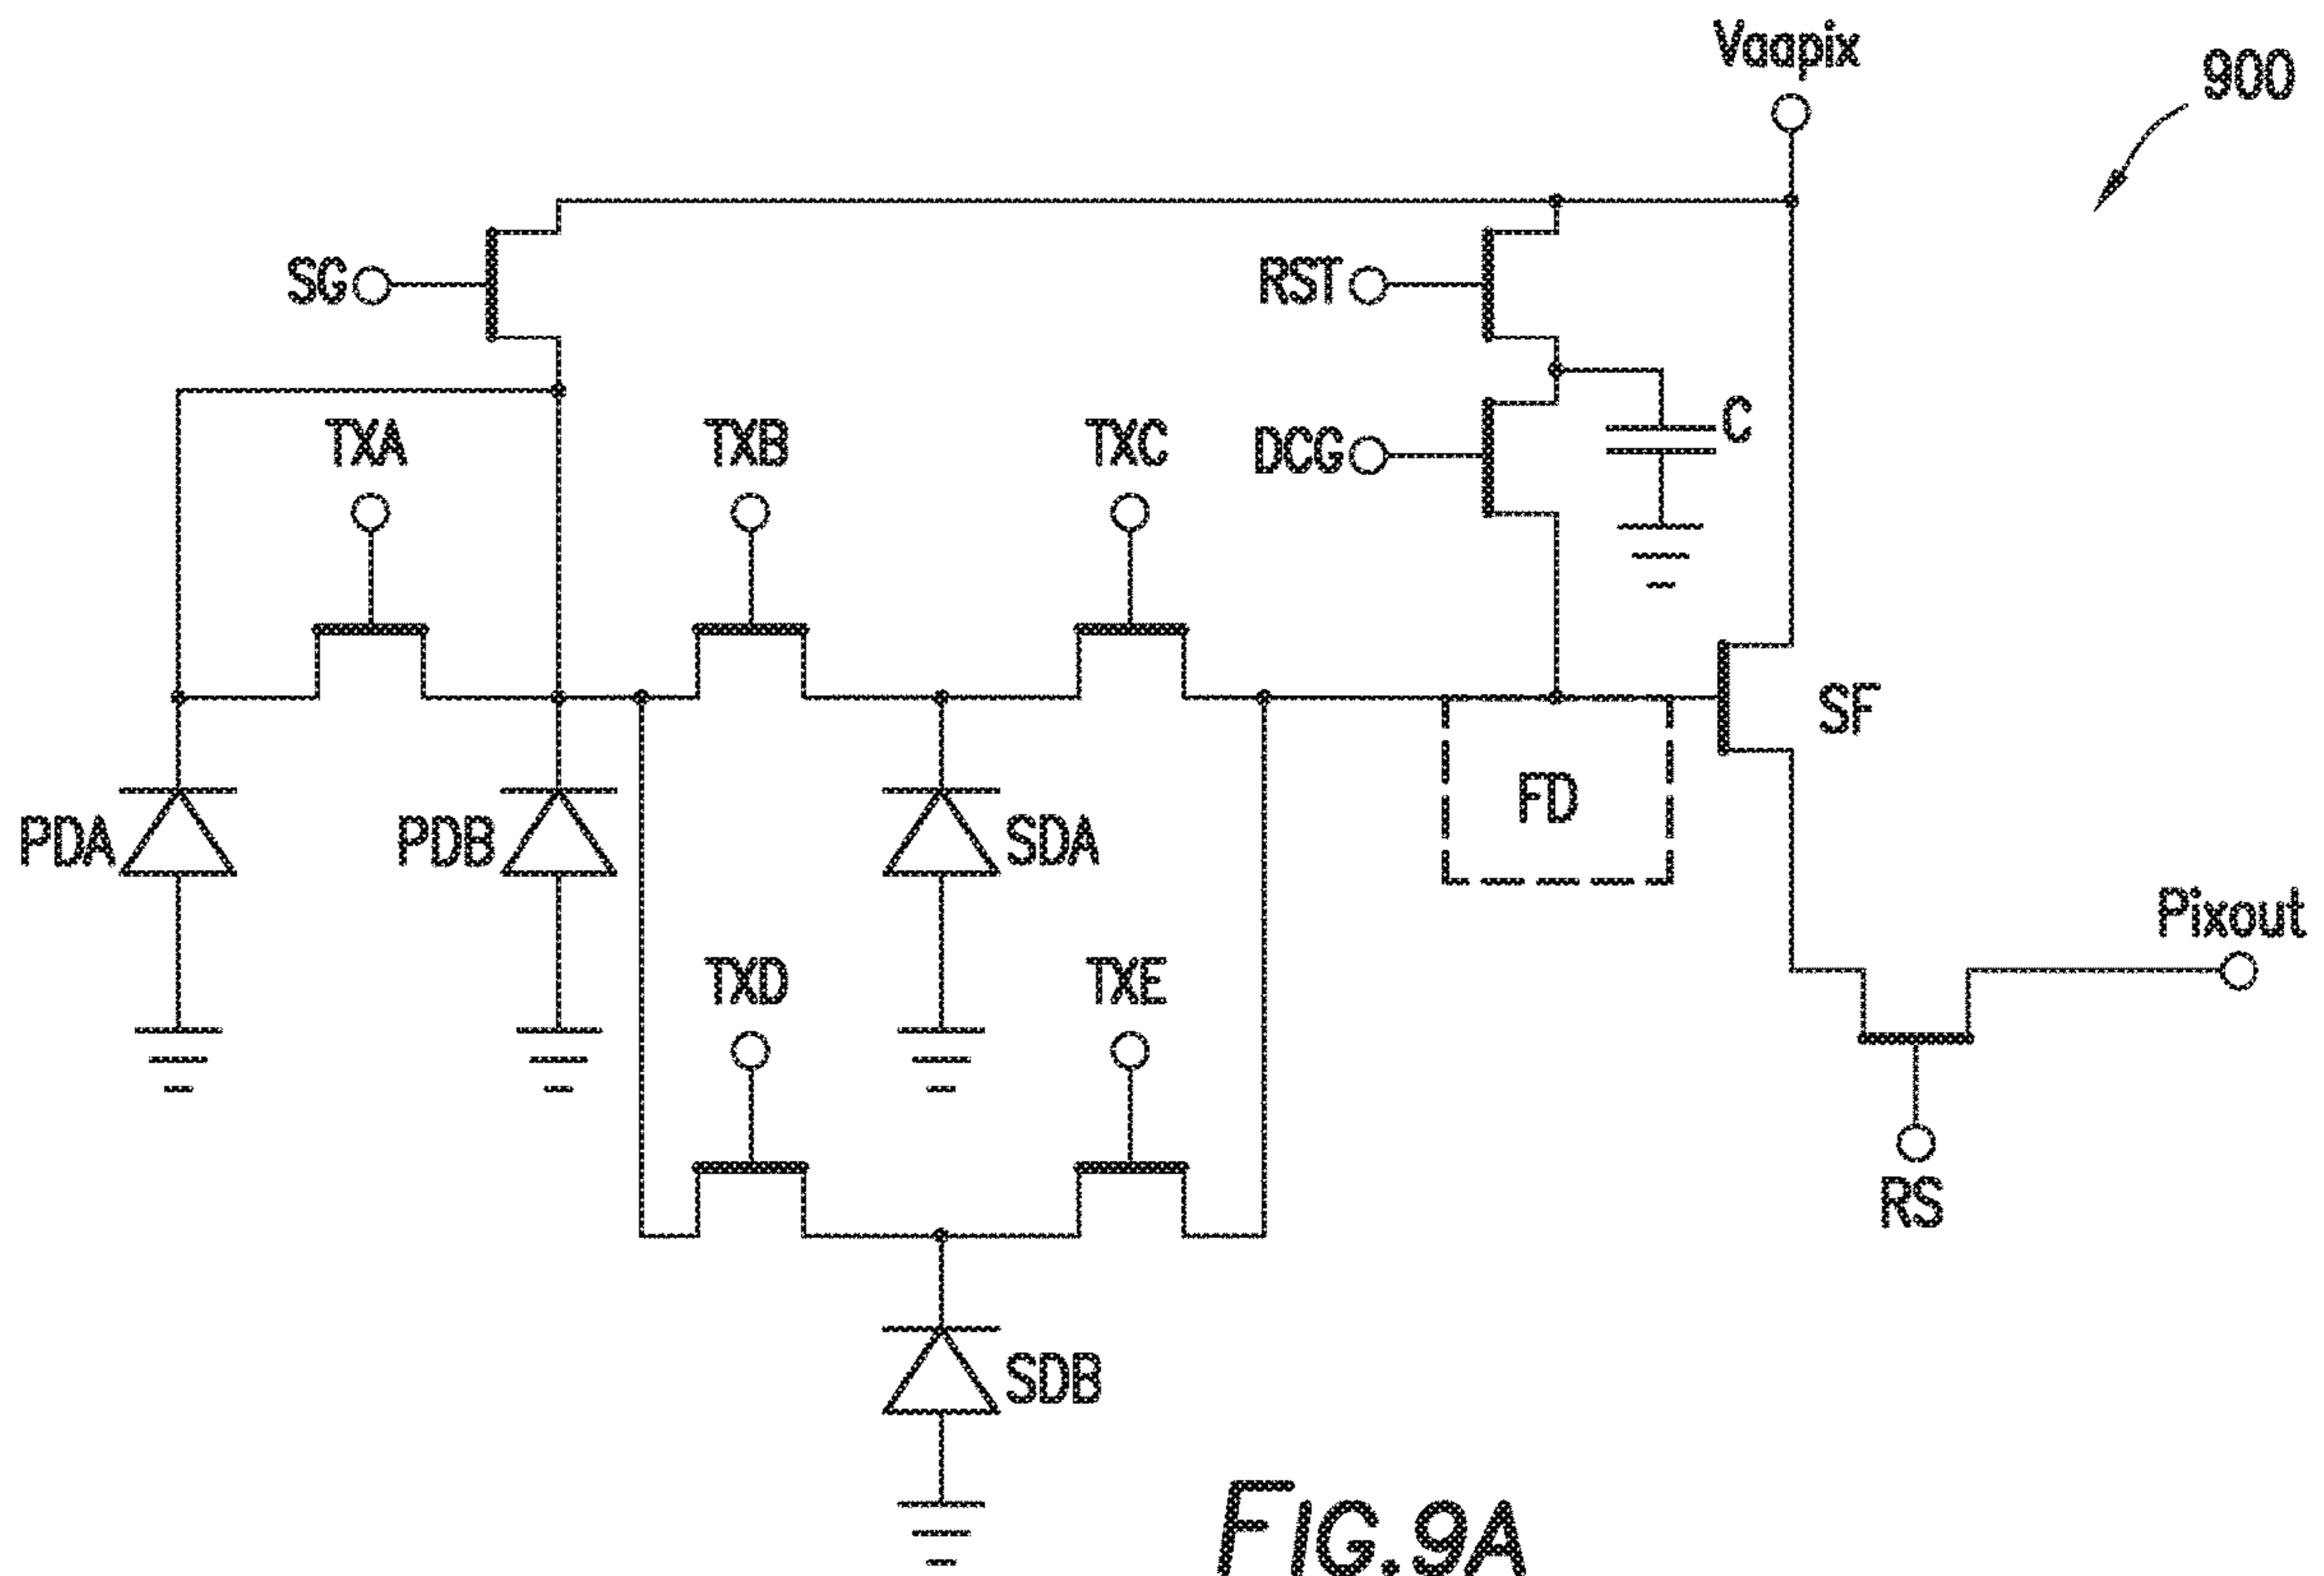 Vaapix
900
SG
RST
TXA
TXB
TXC
DCG
C
SF
FD
PDA
PDB
SDA
Pixout
TXD
TXE
RS
SDB
FIG.9A